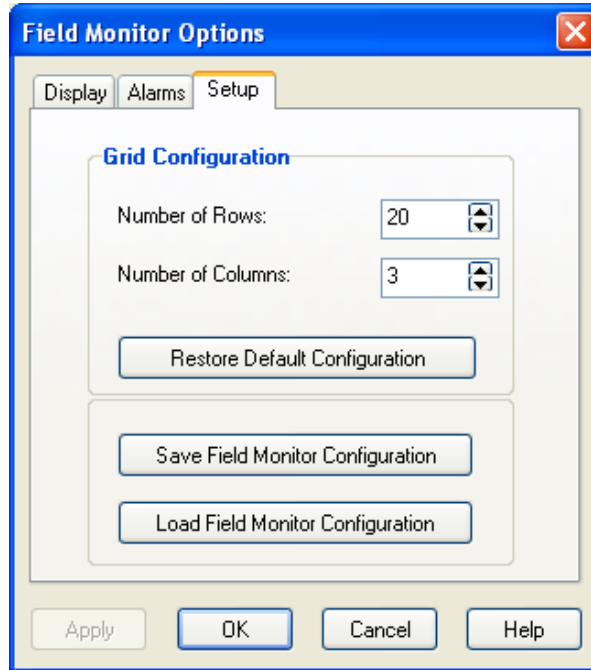 Field Monitor Options
Display Alarms Setup
Grid Configuration
Number of Rows: 20
Number of Columns: 3
Restore Default Configuration
Save Field Monitor Configuration
Load Field Monitor Configuration
Apply OK Cancel Help